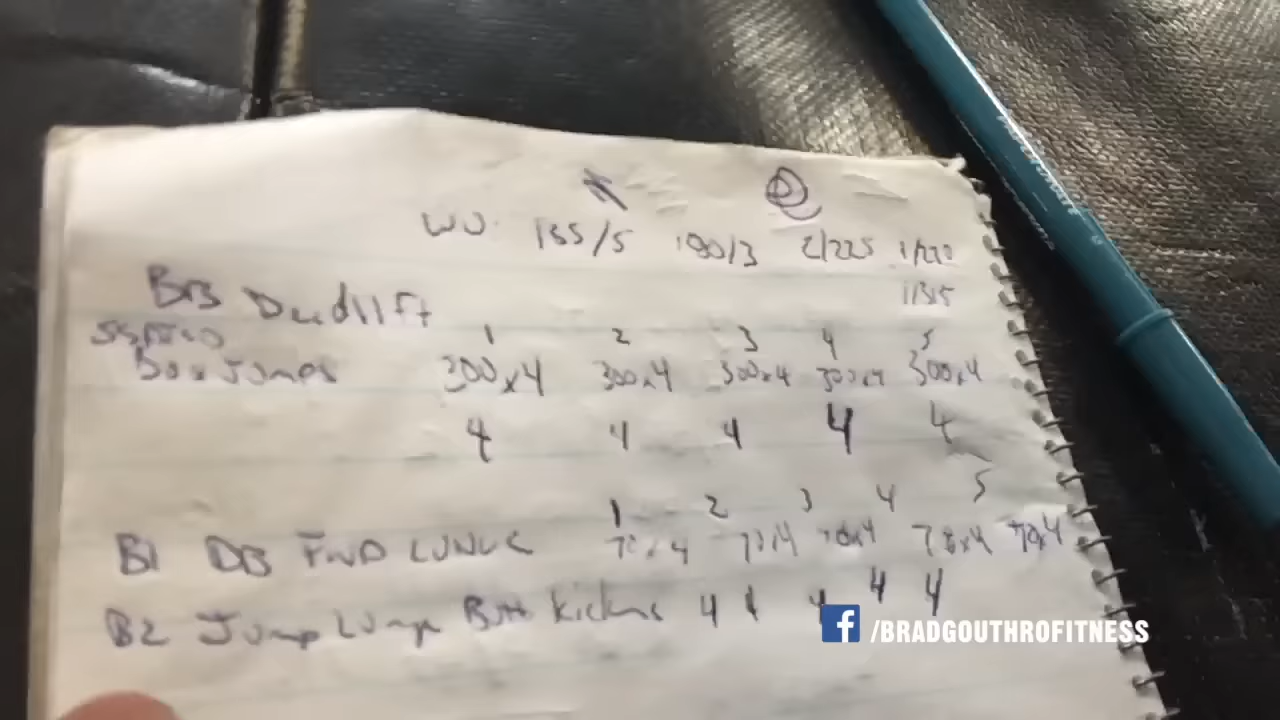 WU: 135/5 190/3 2/225 1/270
1/315
BB Deadlift
1 2 3 4 5
Box Jumps 300x4 300x4 300x4 300x4 300x4
4 4 4 4 4
1 2 3 4 5
B1 DB FWD LUNGE 70x4 70x4 70x4 70x4 70x4
B2 Jump Lunge Butt Kickers 4 4 4 4 4
/BRADGOUTHROFITNESS